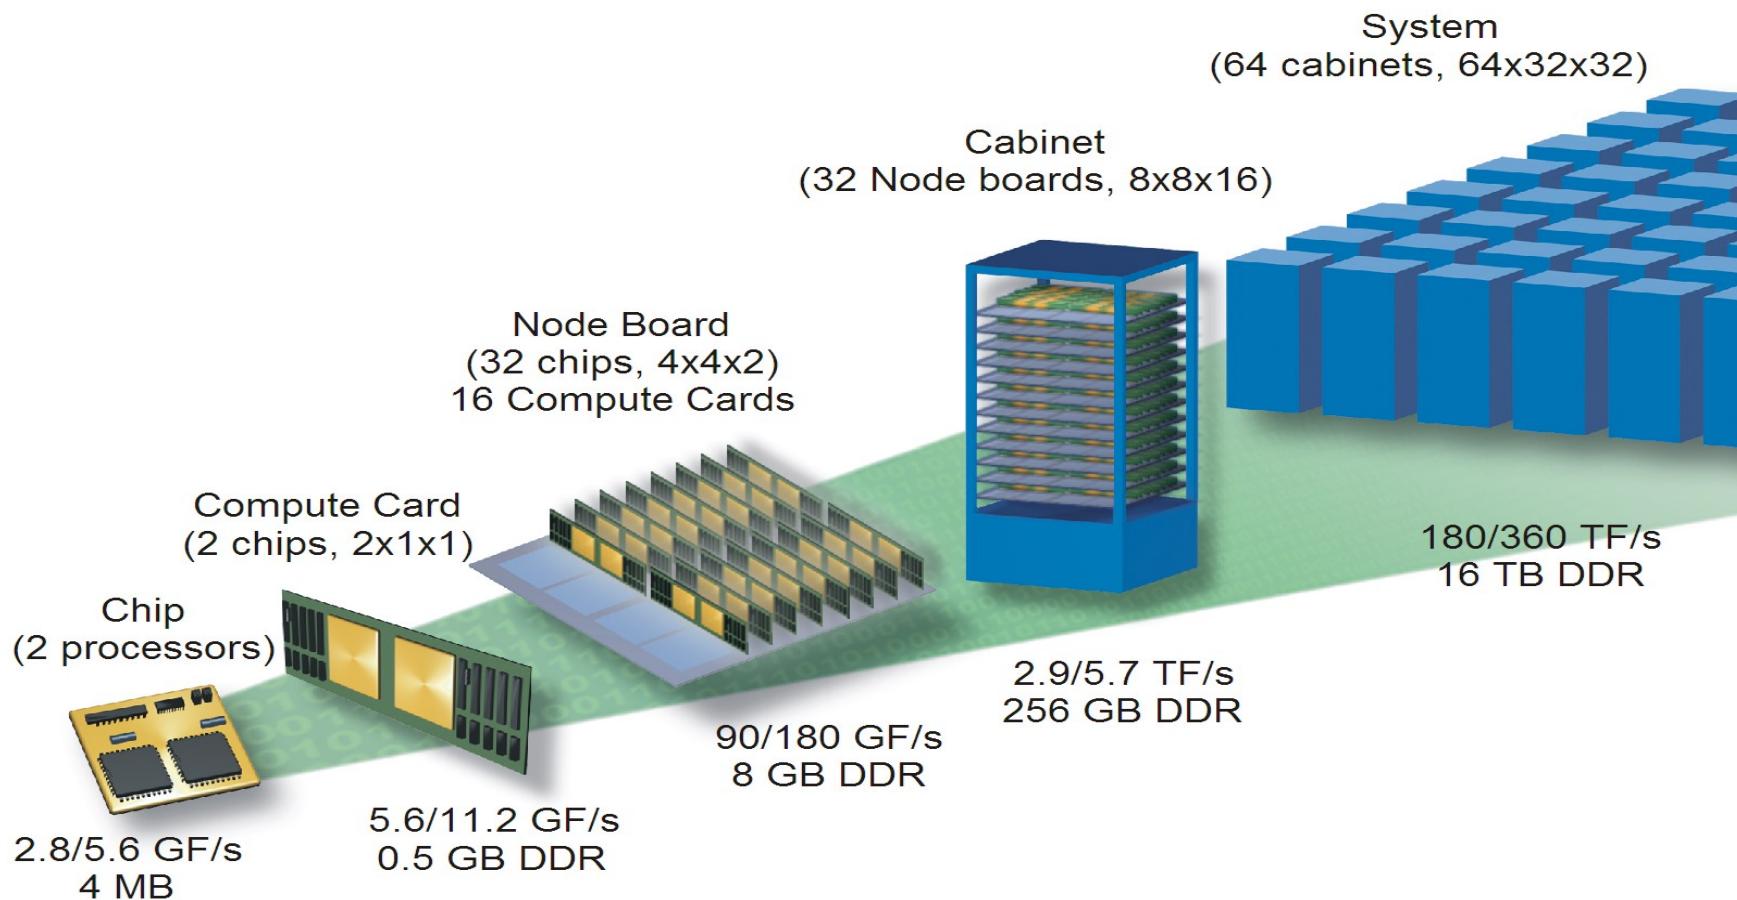 System
(64 cabinets, 64x32x32)
Cabinet
(32 Node boards, 8x8x16)
Node Board
(32 chips, 4x4x2)
16 Compute Cards
Compute Card
(2 chips, 2x1x1)
Chip
(2 processors)
180/360 TF/s
16 TB DDR
2.9/5.7 TF/s
256 GB DDR
90/180 GF/s
8 GB DDR
5.6/11.2 GF/s
0.5 GB DDR
2.8/5.6 GF/s
4 MB